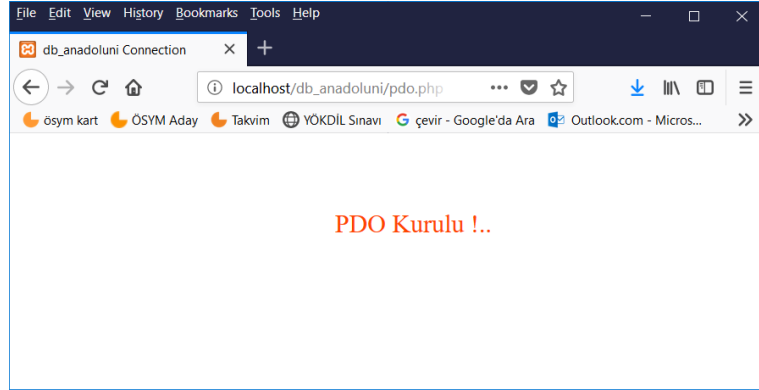 File Edit View History Bookmarks Tools Help
db_anadoluni Connection
localhost/db_anadoluni/pdo.php
ösym kart ÖSYM Aday Takvim YÖKDİL Sınavı çevir - Google'da Ara Outlook.com - Micros...
PDO Kurulu !..